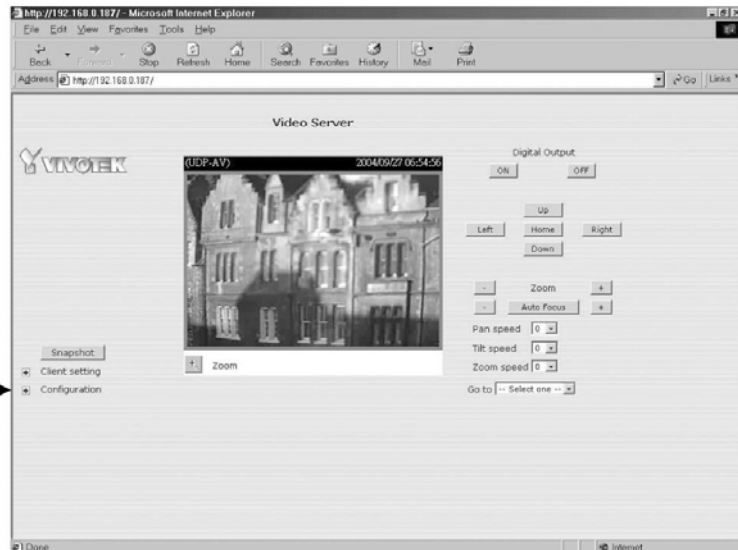 http://192.168.0.187/ - Microsoft Internet Explorer
File Edit View Favorites Tools Help
Back Forward Stop Refresh Home Search Favorites History Mail Print
Address http://192.168.0.187/ Go Links
Video Server
VIVOTEK
(UDP-AV) 2004/09/27 06:54:56
Digital Output
ON OFF
Up
Left Home Right
Down
- Zoom +
- Auto Focus +
Pan speed 0
Tilt speed 0
Zoom speed 0
Go to -- Select one --
Snapshot
Client setting
Configuration
+ Zoom
Done Internet